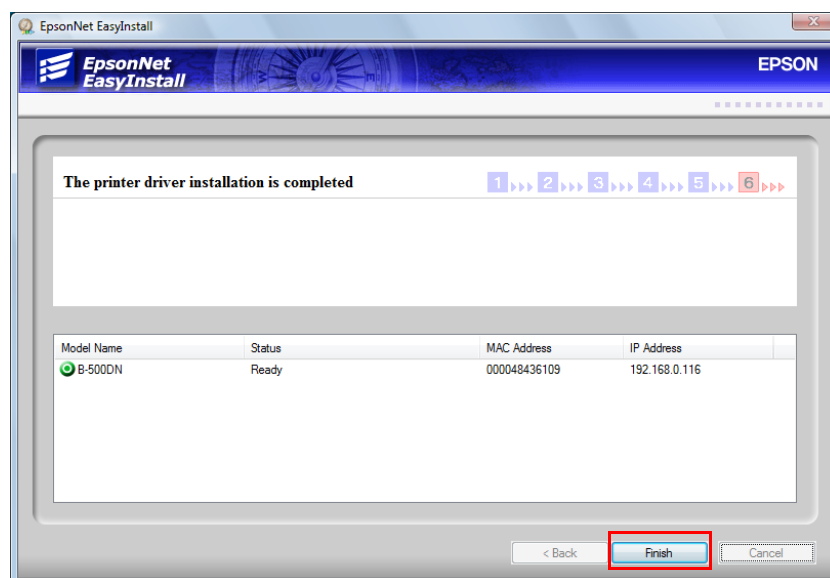 EpsonNet EasyInstall
EpsonNet
EasyInstall
EPSON
The printer driver installation is completed
1 2 3 4 5 6
Model Name Status MAC Address IP Address
B-500DN Ready 000048436109 192.168.0.116
< Back Finish Cancel